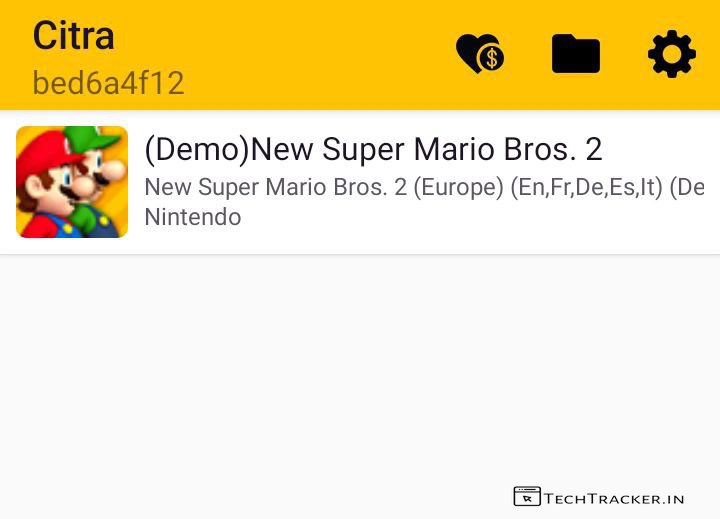 Citra
bed6a4f12
(Demo)New Super Mario Bros. 2
New Super Mario Bros. 2 (Europe) (En,Fr,De,Es,It) (De
Nintendo
TECHTRACKER.IN